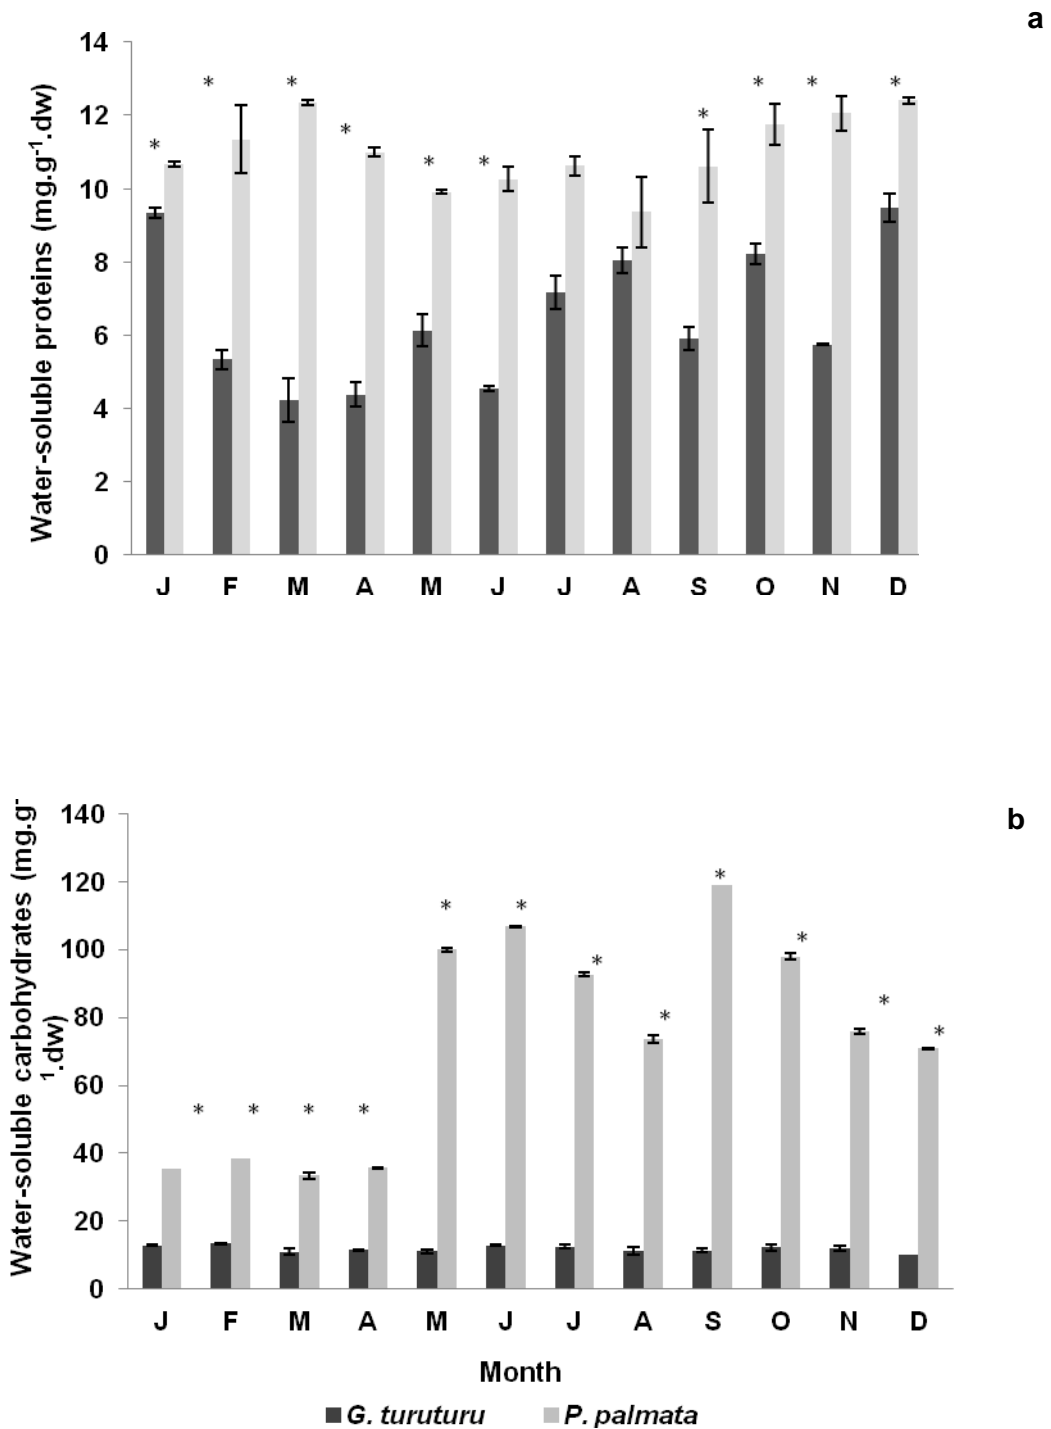 a
Water-soluble proteins (mg.g-1.dw)
14
12
10
8
6
4
2
0
* * * * * * * * * *
J F M A M J J A S O N D
b
Water-soluble carbohydrates (mg.g-
1.dw)
140
120
100
80
60
40
20
0
* * * * * * * * * * * *
J F M A M J J A S O N D
Month
G. turuturu P. palmata